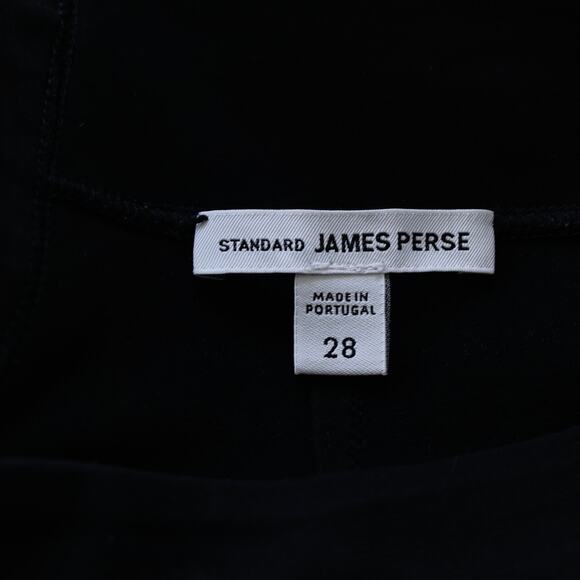 STANDARD JAMES PERSE
MADE IN
PORTUGAL
28